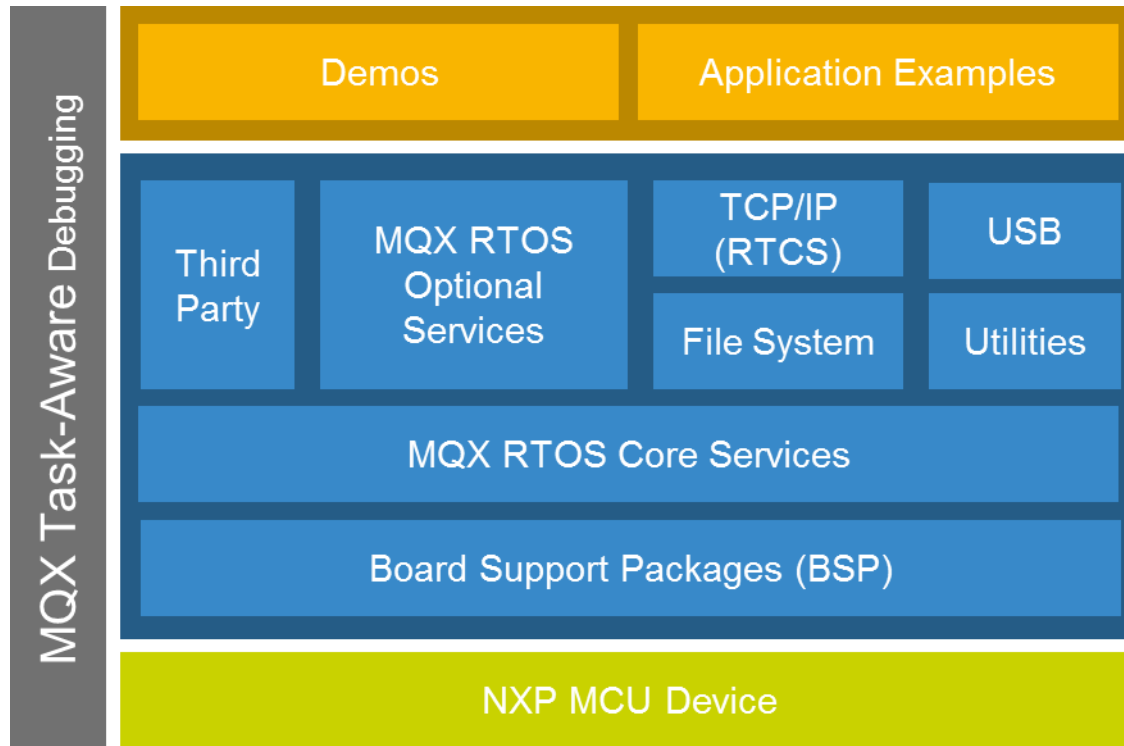 MQX Task-Aware Debugging
Demos
Application Examples
Third
Party
MQX RTOS
Optional
Services
TCP/IP
(RTCS)
USB
File System
Utilities
MQX RTOS Core Services
Board Support Packages (BSP)
NXP MCU Device